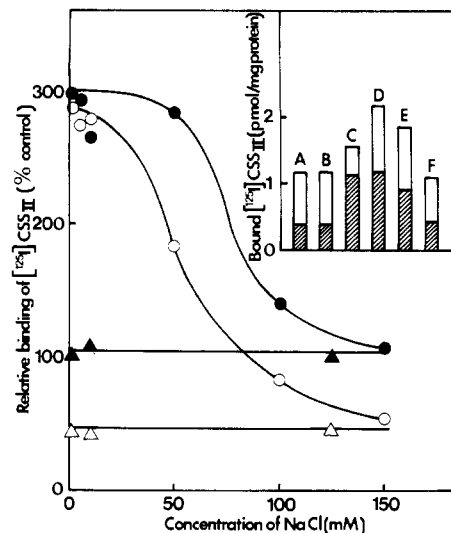 Relative binding of [125I] CSS II (% control)
300
200
100
0
0
50
100
150
Concentration of NaCl (mM)
Bound [125I] CSS II (pmol/mg protein)
2
1
0
A
B
C
D
E
F